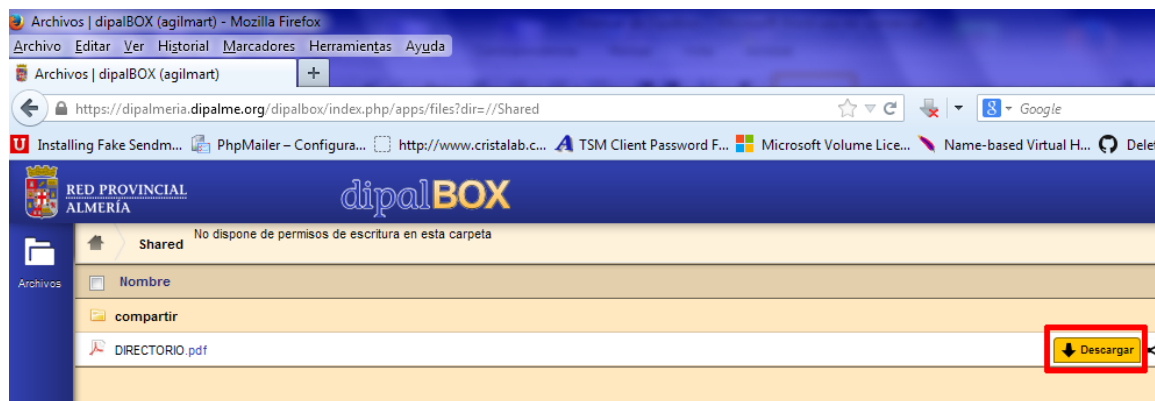 Archivos | dipalBOX (agilmart) - Mozilla Firefox
Archivo Editar Ver Historial Marcadores Herramientas Ayuda
Archivos | dipalBOX (agilmart) +
https://dipalmeria.dipalme.org/dipalbox/index.php/apps/files?dir=//Shared Google
Installing Fake Sendm... PhpMailer – Configura... http://www.cristalab.c... TSM Client Password F... Microsoft Volume Lice... Name-based Virtual H... Delet
RED PROVINCIAL
ALMERÍA
dipalBOX
Shared No dispone de permisos de escritura en esta carpeta
Archivos Nombre
compartir
DIRECTORIO.pdf Descargar